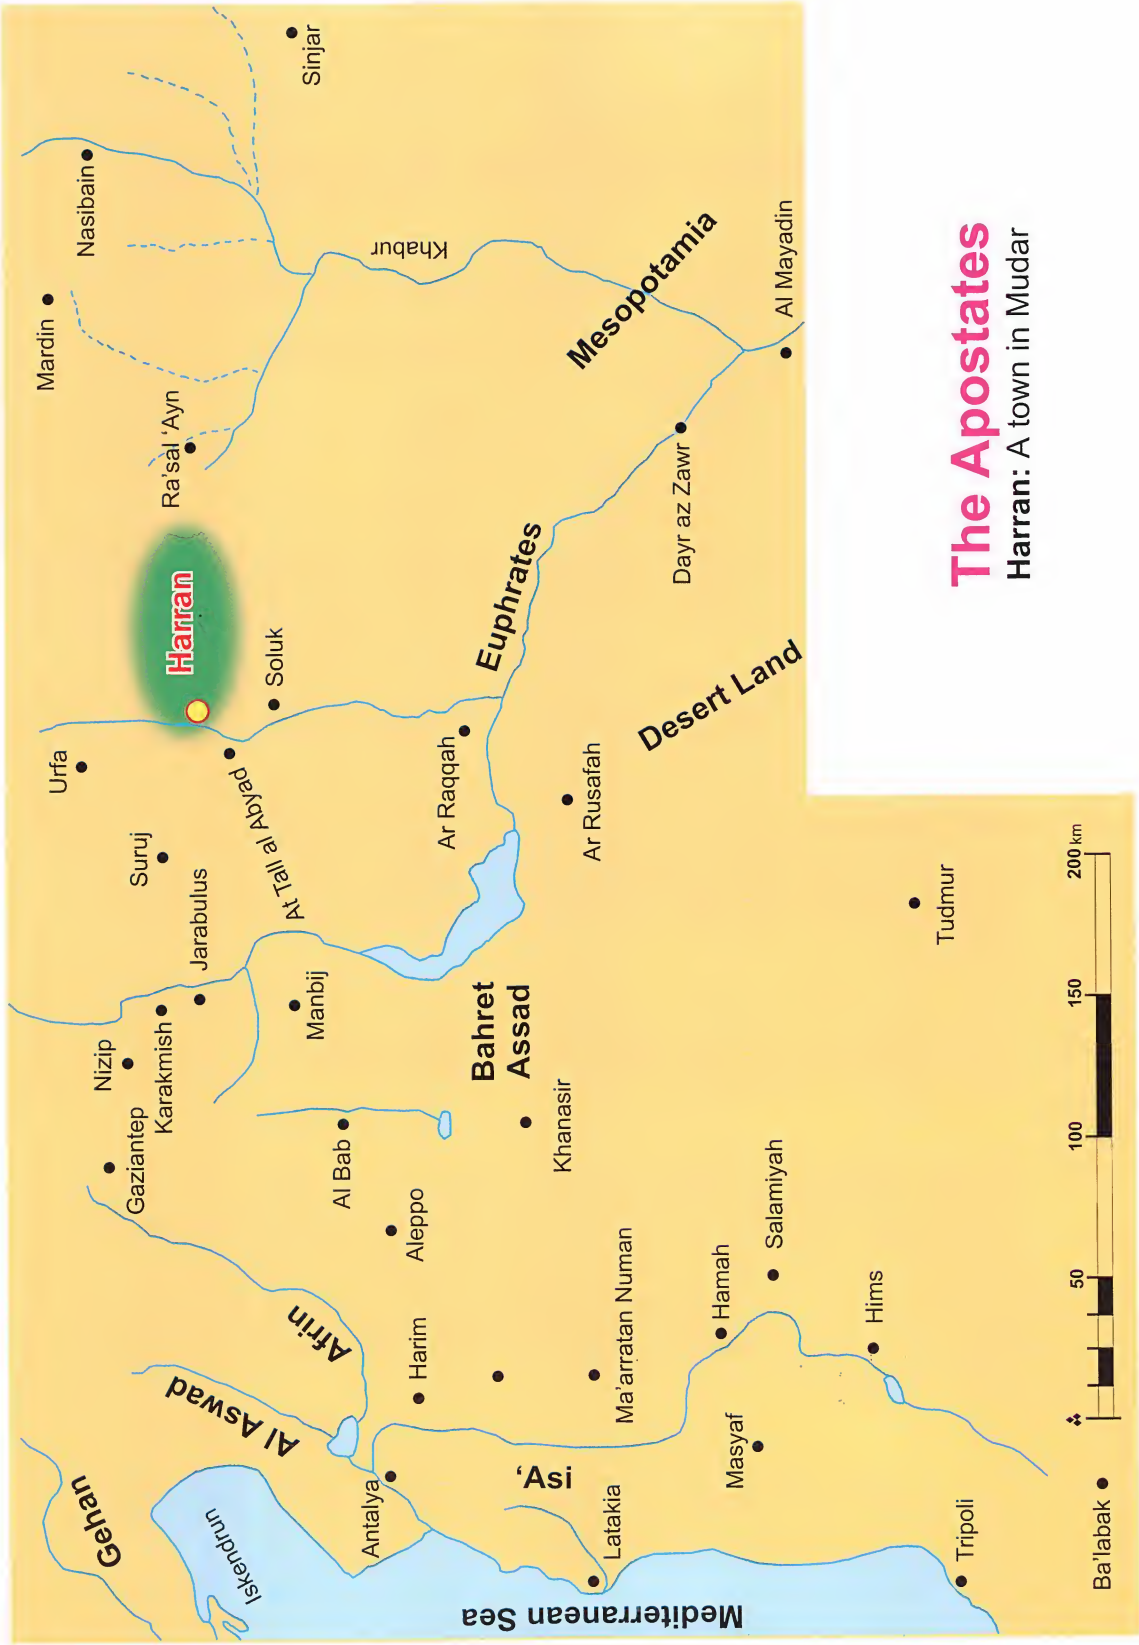 The Apostates
Harran: A town in Mudar
Gehan
Iskendrun
Al Aswad
Afrin
Gaziantep
Nizip
Karakmish
Jarabulus
Suruj
Urfa
Harran
Ra'sal ‘Ayn
Mardin
Nasibain
Sinjar
Antalya
Harim
Aleppo
Al Bab
Manbij
At Tall al Abyad
Soluk
Khabur
Mediterranean Sea
‘Asi
Latakia
Ma'arratan Numan
Khanasir
Bahret
Assad
Ar Raqqah
Ar Rusafah
Euphrates
Dayr az Zawr
Mesopotamia
Al Mayadin
Desert Land
Masyaf
Hamah
Salamiyah
Hims
Tripoli
Tudmur
Ba'labak
50
100
150
200 km